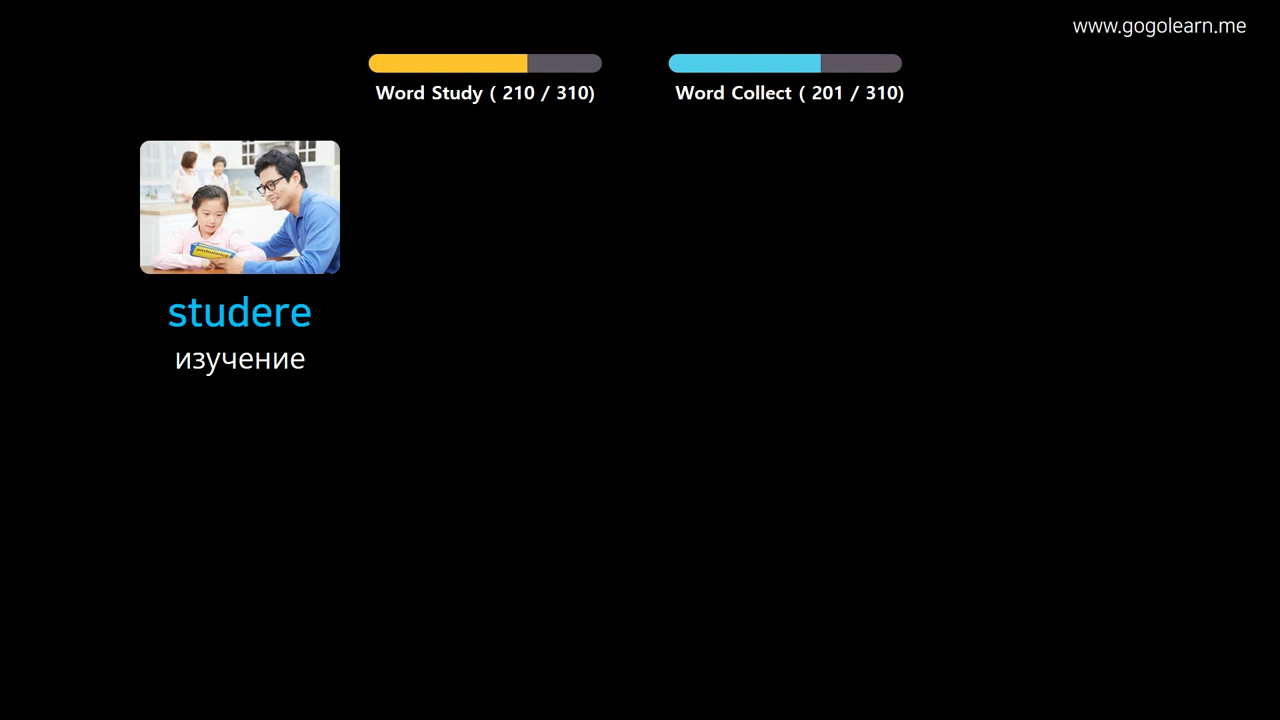 www.gogolearn.me
Word Study ( 210 / 310)
Word Collect ( 201 / 310)
studere
изучение